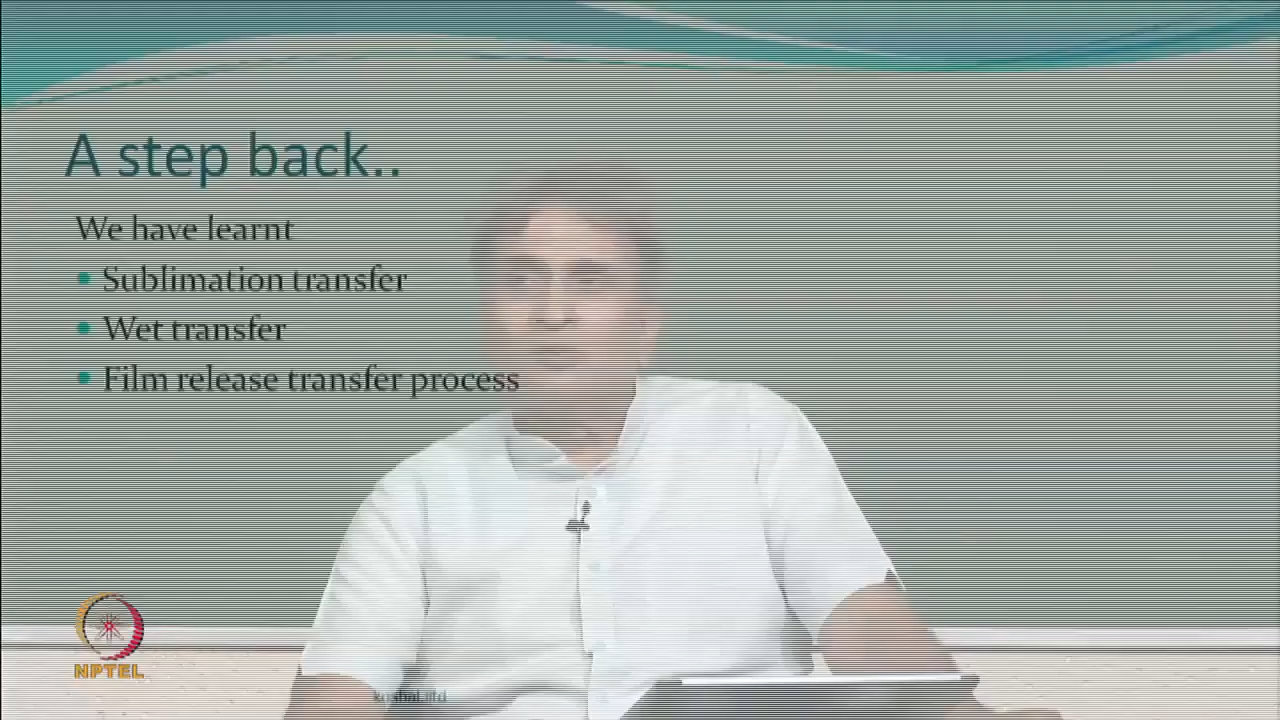 A step back..
We have learnt
• Sublimation transfer
• Wet transfer
• Film release transfer process
NPTEL